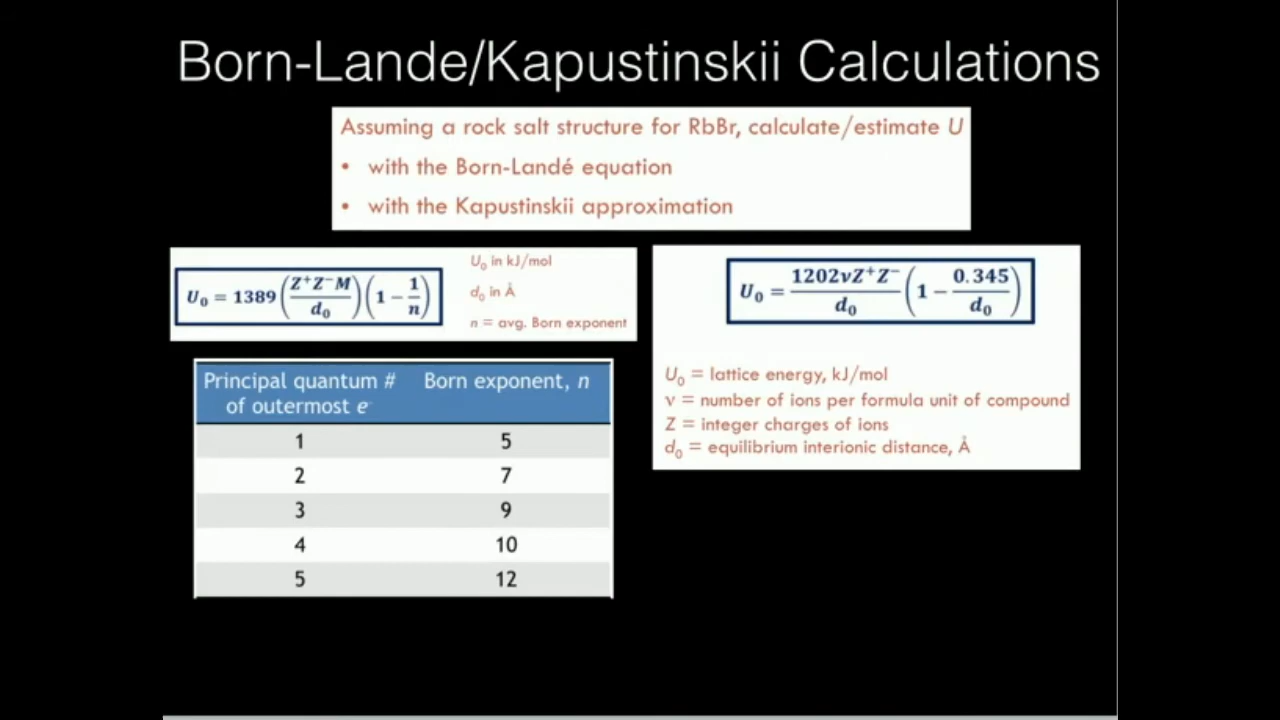 Born-Lande/Kapustinskii Calculations
Assuming a rock salt structure for RbBr, calculate/estimate U
• with the Born-Landé equation
• with the Kapustinskii approximation
U₀ = 1389 (Z⁺Z⁻M / d₀) (1 − 1/n)
U₀ in kJ/mol
d₀ in Å
n = avg. Born exponent
U₀ = 1202νZ⁺Z⁻ / d₀ (1 − 0.345 / d₀)
U₀ = lattice energy, kJ/mol
ν = number of ions per formula unit of compound
Z = integer charges of ions
d₀ = equilibrium interionic distance, Å
Principal quantum # of outermost e⁻ Born exponent, n
1 5
2 7
3 9
4 10
5 12